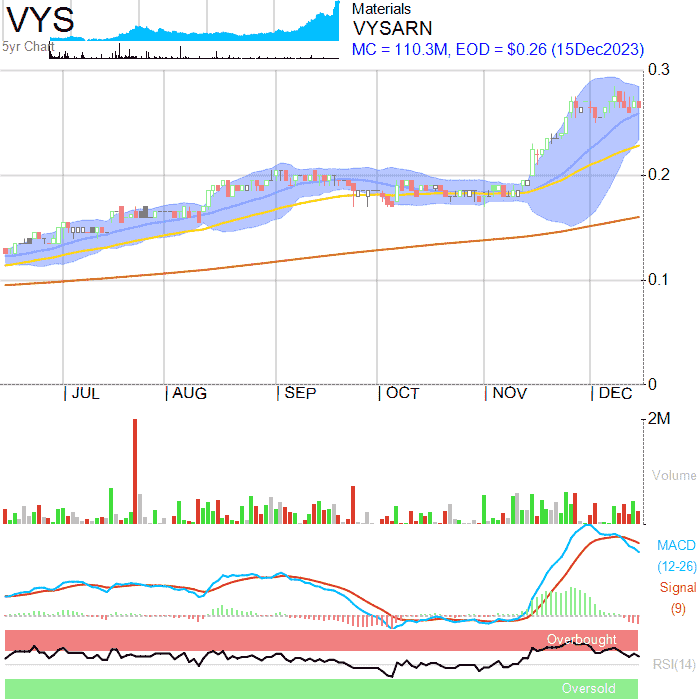 VYS
5yr Chart
Materials
VYSARN
MC = 110.3M, EOD = $0.26 (15Dec2023)
0.3
0.2
0.1
0
JUL AUG SEP OCT NOV DEC
2M
Volume
MACD
(12-26)
Signal
(9)
Overbought
RSI(14)
Oversold